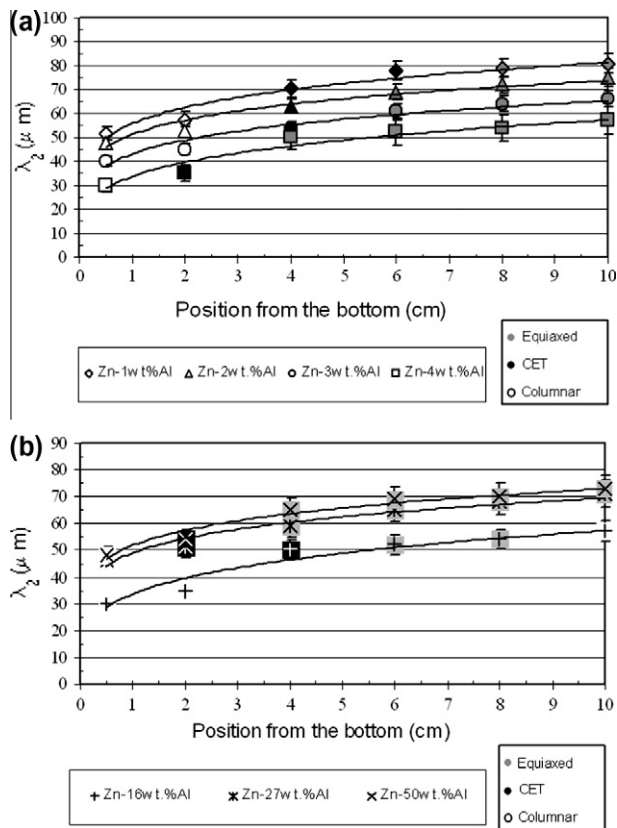 (a)
100
90
80
70
60
50
40
30
20
10
0
λ2 (μ m)
0 1 2 3 4 5 6 7 8 9 10
Position from the bottom (cm)
Zn-1wt%Al Zn-2wt.%Al Zn-3wt.%Al Zn-4wt.%Al
Equiaxed
CET
Columnar
(b)
90
80
70
60
50
40
30
20
10
0
λ2 (μ m)
0 1 2 3 4 5 6 7 8 9 10
Position from the bottom (cm)
Zn-16wt.%Al Zn-27wt.%Al Zn-50wt.%Al
Equiaxed
CET
Columnar